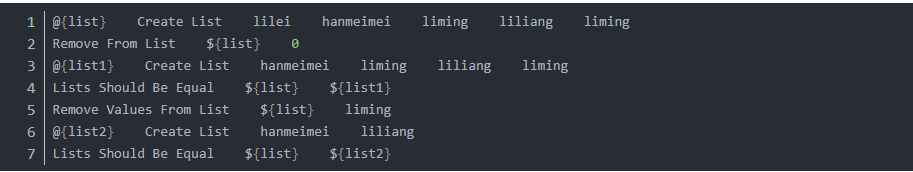 1 @{list}    Create List    lilei    hanmeimei    liming    liliang    liming
2 Remove From List    ${list}    0
3 @{list1}    Create List    hanmeimei    liming    liliang    liming
4 Lists Should Be Equal    ${list}    ${list1}
5 Remove Values From List    ${list}    liming
6 @{list2}    Create List    hanmeimei    liliang
7 Lists Should Be Equal    ${list}    ${list2}